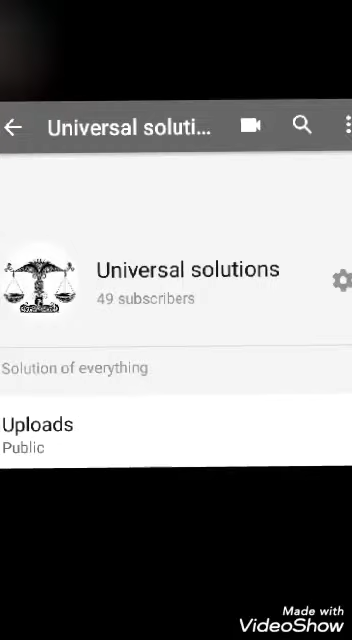 Universal soluti...
Universal solutions
49 subscribers
Solution of everything
Uploads
Public
Made with
VideoShow